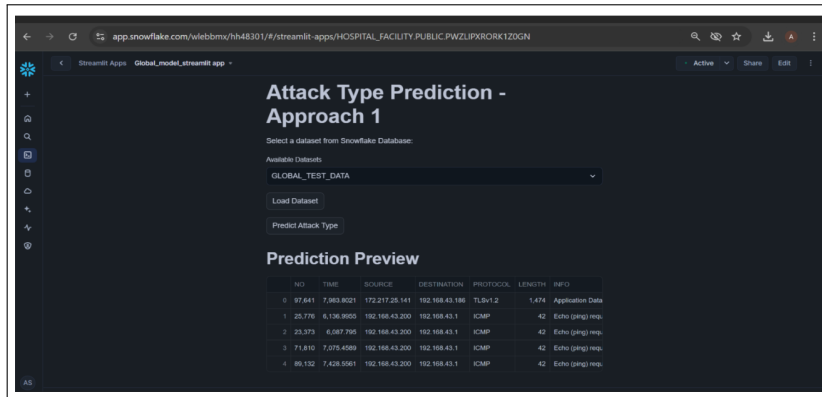 app.snowflake.com/wlebbmx/hh48301/#/streamlit-apps/HOSPITAL_FACILITY.PUBLIC.PWZLIPXRORK1Z0GN
A
Streamlit Apps Global_model_streamlit app
Active Share Edit
Attack Type Prediction -
Approach 1
Select a dataset from Snowflake Database:
Available Datasets
GLOBAL_TEST_DATA
Load Dataset
Predict Attack Type
Prediction Preview
NO TIME SOURCE DESTINATION PROTOCOL LENGTH INFO
0 97,641 7,983.8021 172.217.25.141 192.168.43.186 TLSv1.2 1,474 Application Data
1 25,776 6,136.9955 192.168.43.200 192.168.43.1 ICMP 42 Echo (ping) requ
2 23,373 6,087.795 192.168.43.200 192.168.43.1 ICMP 42 Echo (ping) requ
3 71,810 7,075.4589 192.168.43.200 192.168.43.1 ICMP 42 Echo (ping) requ
4 89,132 7,428.5561 192.168.43.200 192.168.43.1 ICMP 42 Echo (ping) requ
AS